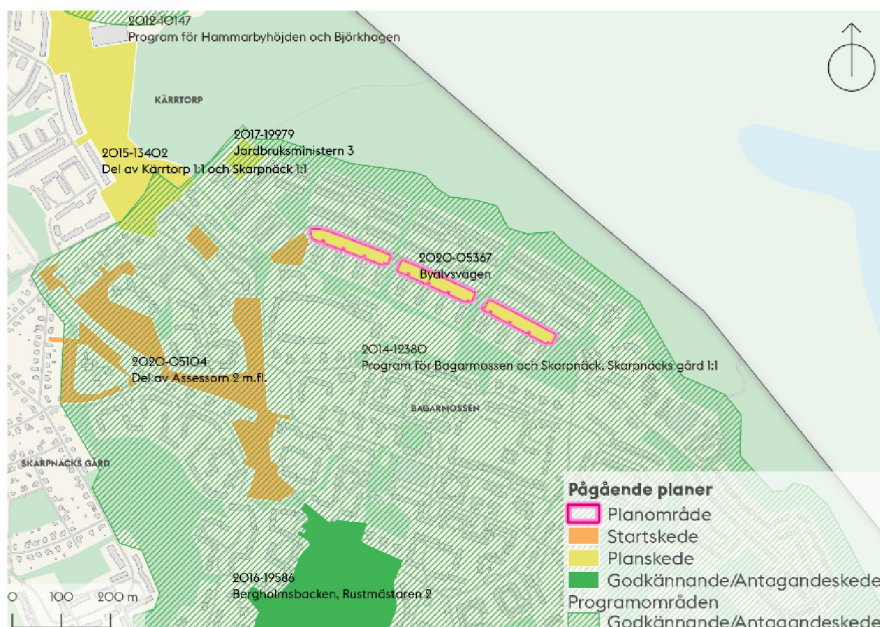 2012-10147
Program för Hammarbyhöjden och Björkhagen
KÄRRTORP
2017-19979
Jordbruksministern 3
2015-13402
Del av Kärrtorp 1:1 och Skarpnäck 1:1
2020-05367
Byälvsvägen
2014-12380
Program för Bagarmossen och Skarpnäck, Skarpnäcks gård 1:1
2020-05104
Del av Assessorn 2 m.fl.
BAGARMOSSEN
SKARPNÄCKS GÅRD
2016-19586
Bergholmsbacken, Rustmästaren 2
0 100 200 m
Pågående planer
Planområde
Startskede
Planskede
Godkännande/Antagandeskede
Programområden
Godkännande/Antagandeskede